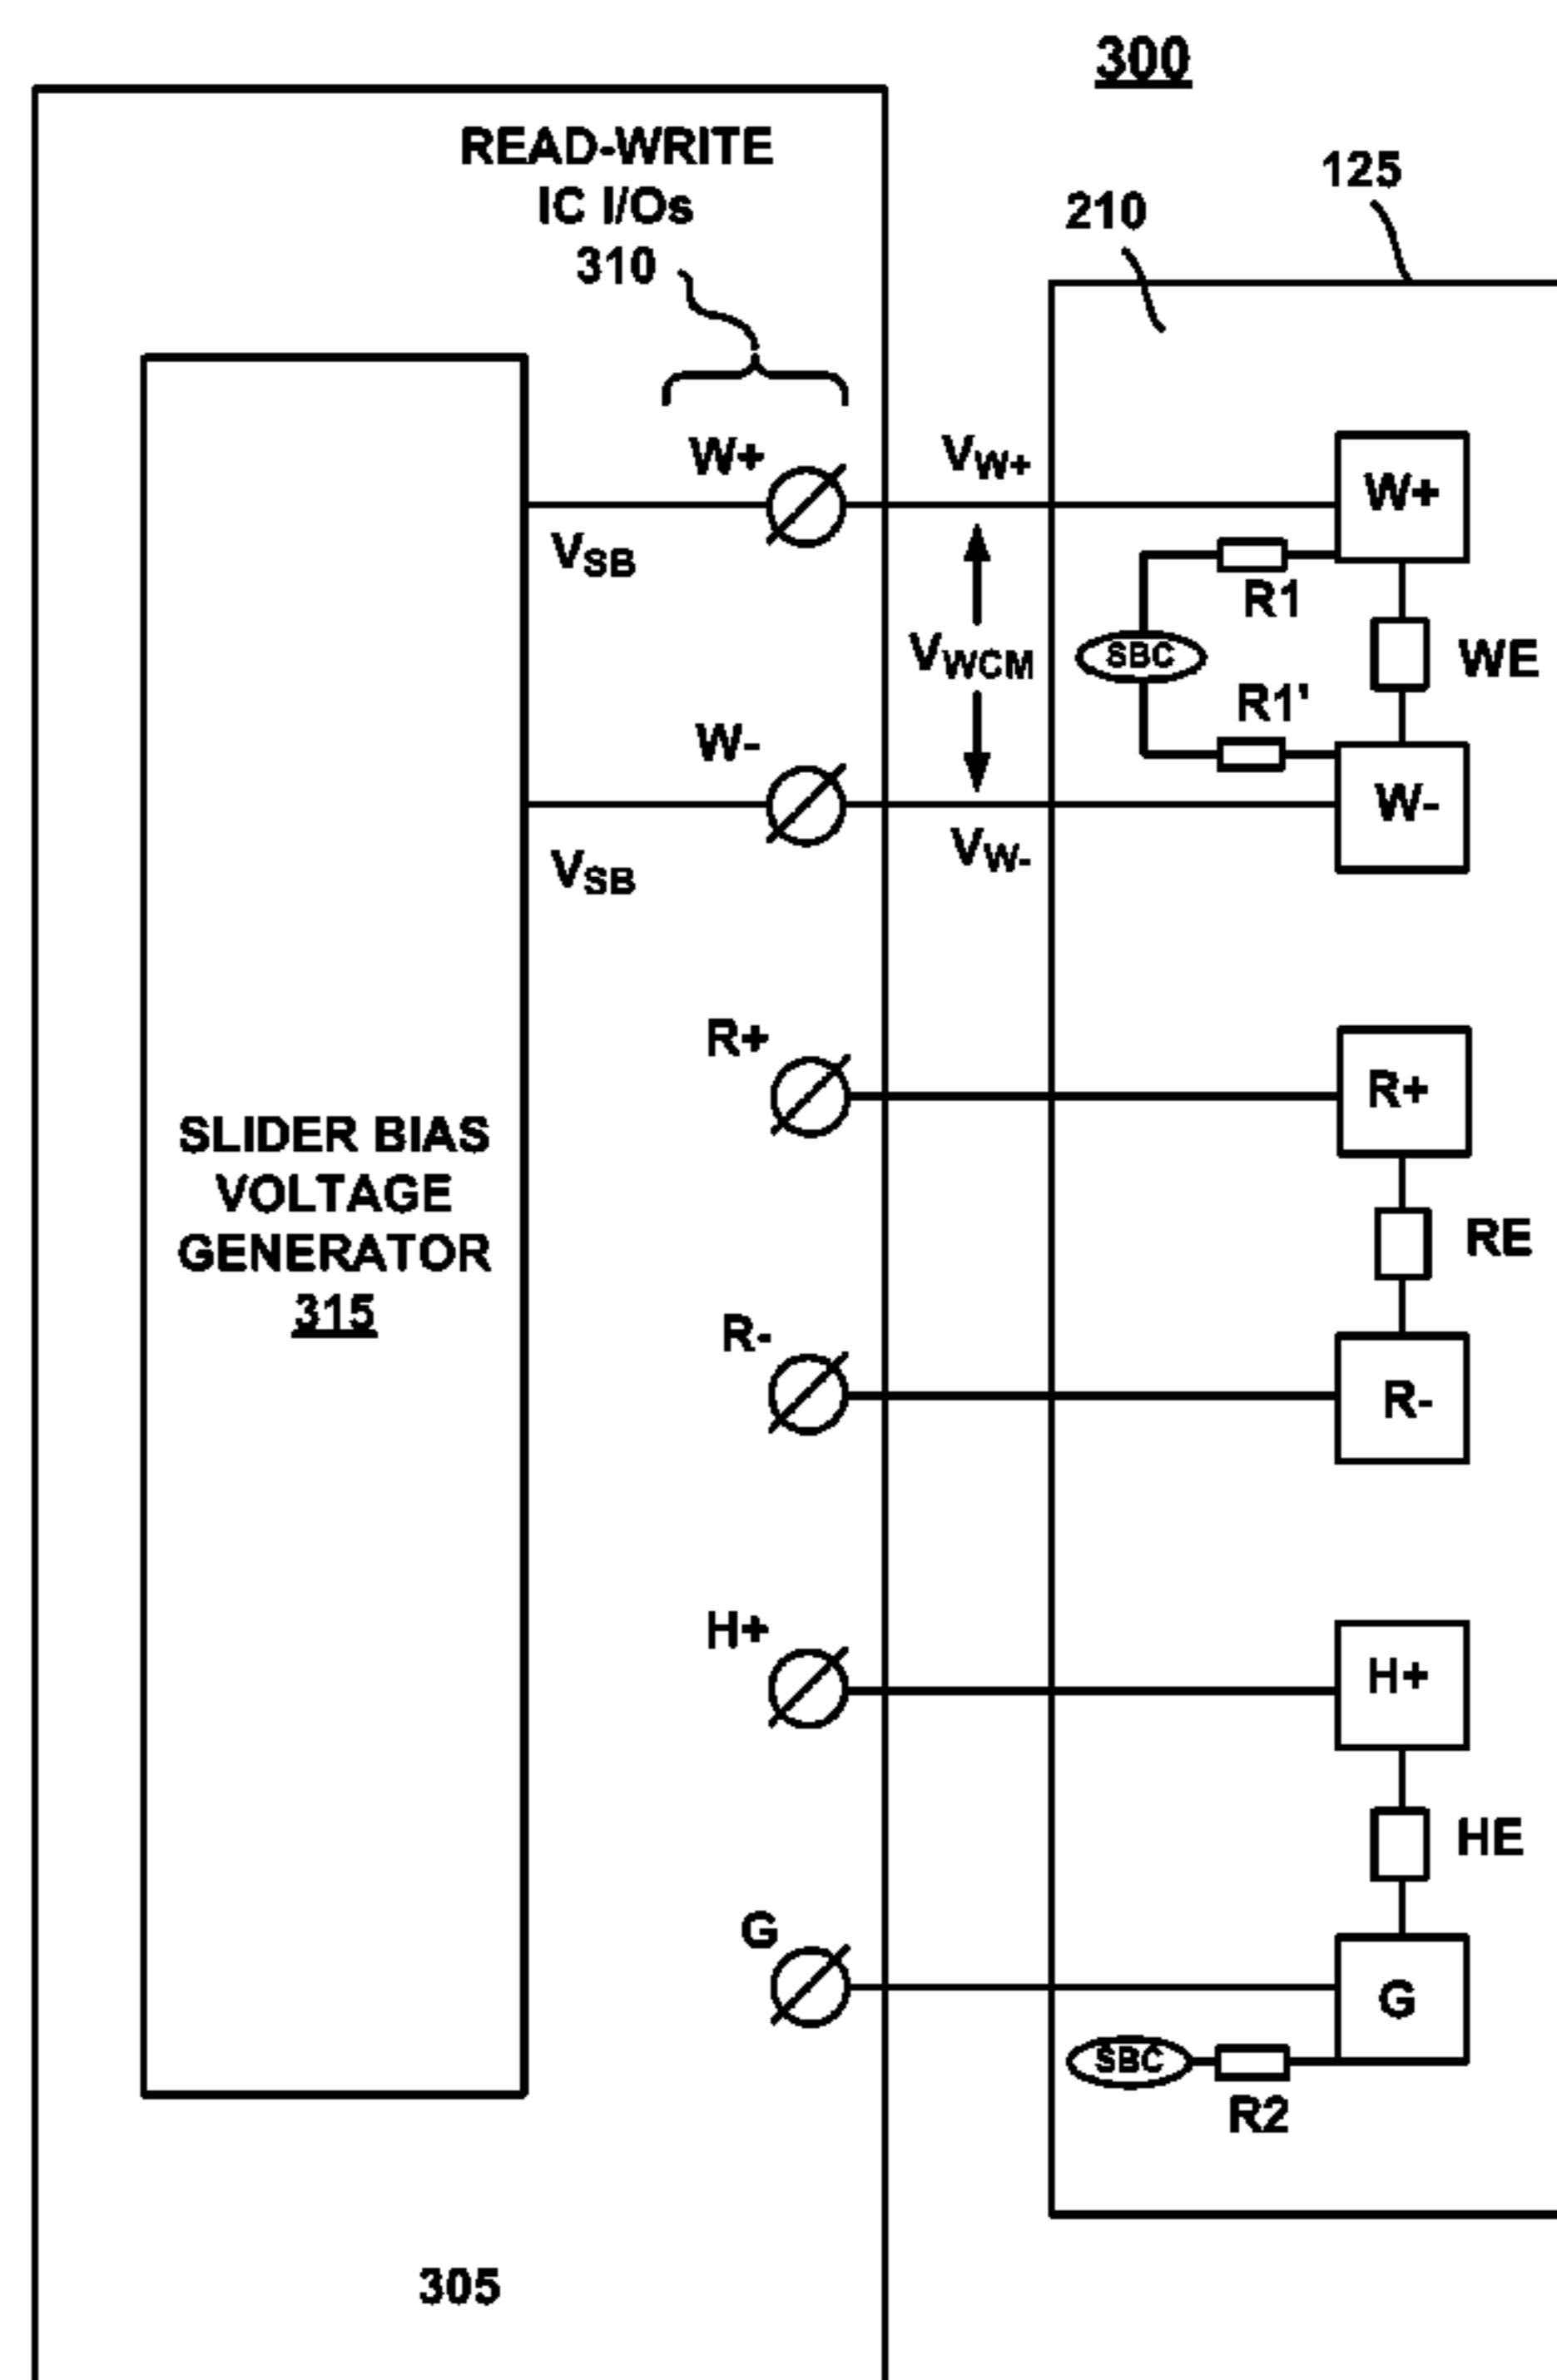 300
READ-WRITE
IC I/Os
310
125
210
W+
VW+
W+
VSB
R1
VWCM
SBC
WE
R1'
W-
W-
VSB
VW-
R+
R+
SLIDER BIAS
VOLTAGE
GENERATOR
315
RE
R-
R-
H+
H+
HE
G
G
SBC
R2
305